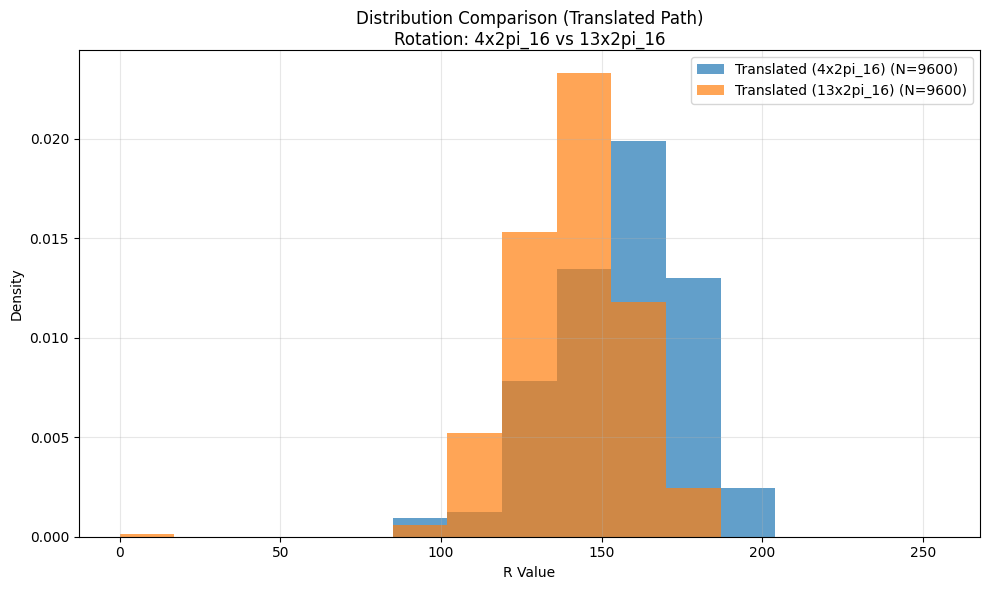 Distribution Comparison (Translated Path)
Rotation: 4x2pi_16 vs 13x2pi_16
Translated (4x2pi_16) (N=9600)
Translated (13x2pi_16) (N=9600)
0.020
0.015
0.010
0.005
0.000
Density
0 50 100 150 200 250
R Value